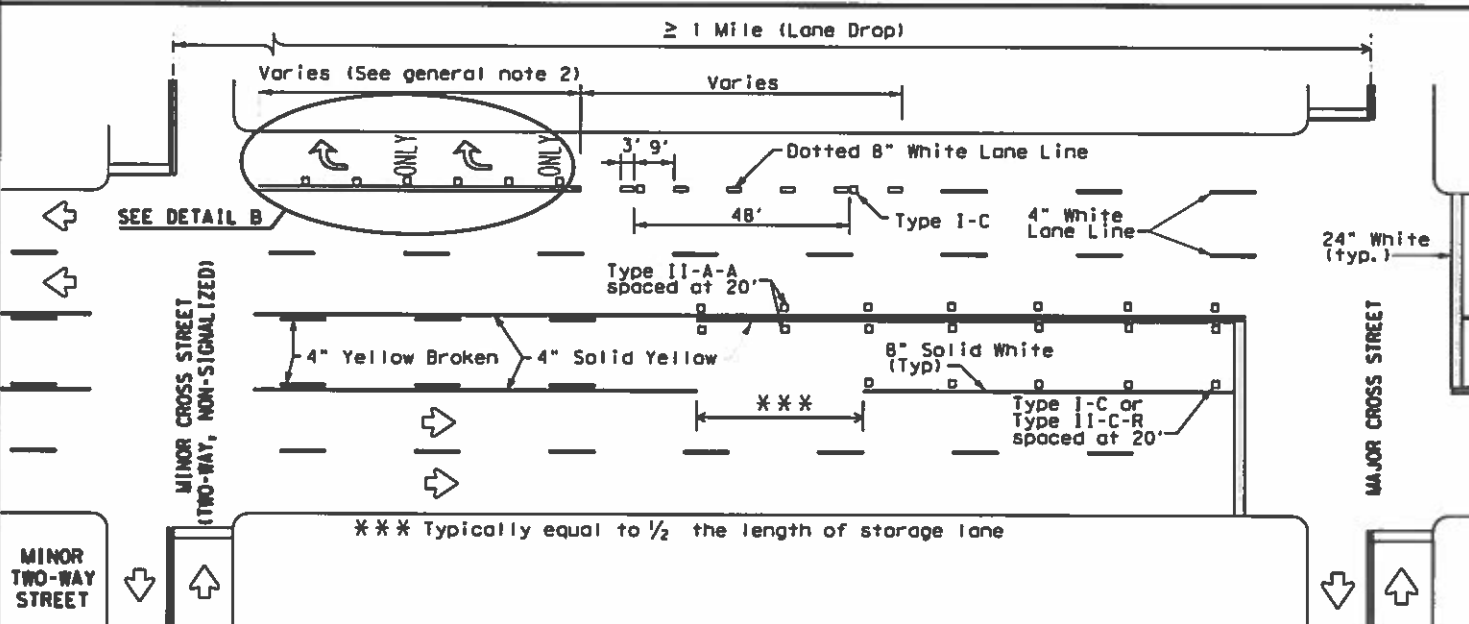 ≥ 1 Mile (Lane Drop)
Varies (See general note 2)
Varies
ONLY
ONLY
3' 9'
Dotted 8" White Lane Line
SEE DETAIL B
48'
Type I-C
4" White
Lane Line
24" White
(typ.)
Type II-A-A
spaced at 20'
MINOR CROSS STREET
(TWO-WAY, NON-SIGNALIZED)
4" Yellow Broken
4" Solid Yellow
8" Solid White
(Typ)
***
Type I-C or
Type II-C-R
spaced at 20'
MAJOR CROSS STREET
*** Typically equal to ½ the length of storage lane
MINOR
TWO-WAY
STREET